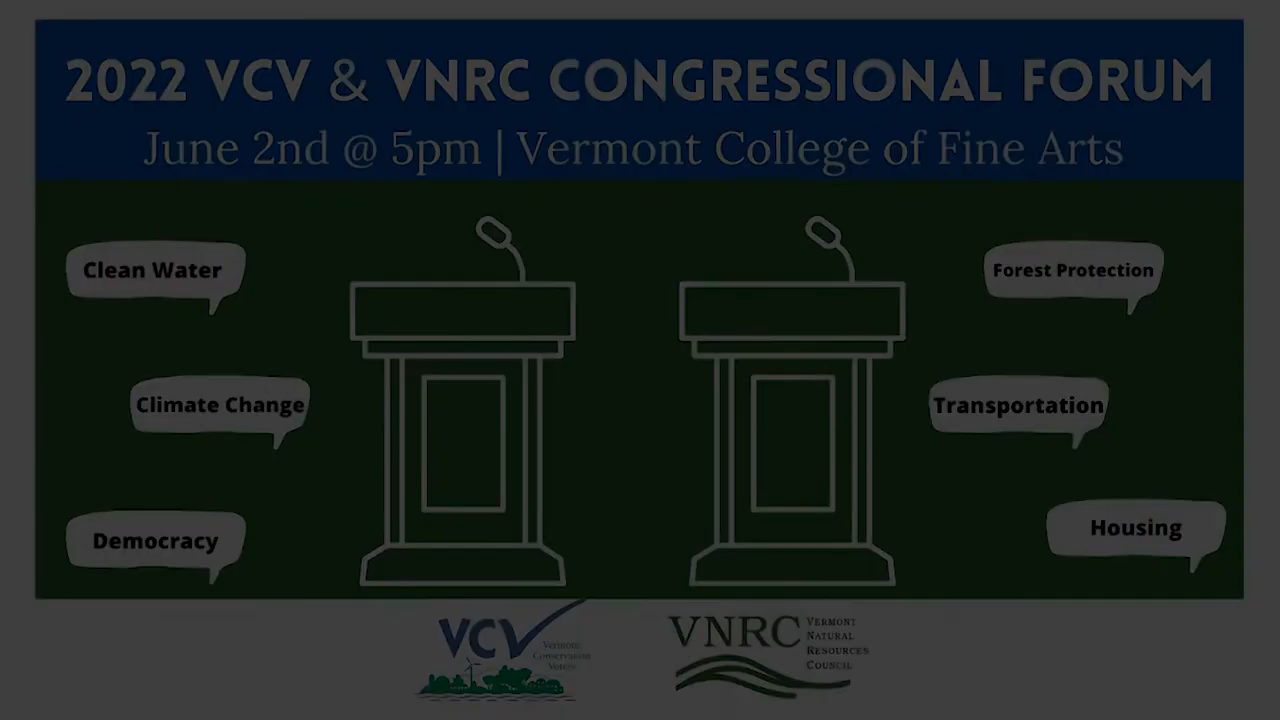 2022 VCV & VNRC CONGRESSIONAL FORUM
June 2nd @ 5pm | Vermont College of Fine Arts
Clean Water
Forest Protection
Climate Change
Transportation
Democracy
Housing
VCV
Vermont
Conservation
Voters
VNRC
VERMONT
NATURAL
RESOURCES
COUNCIL